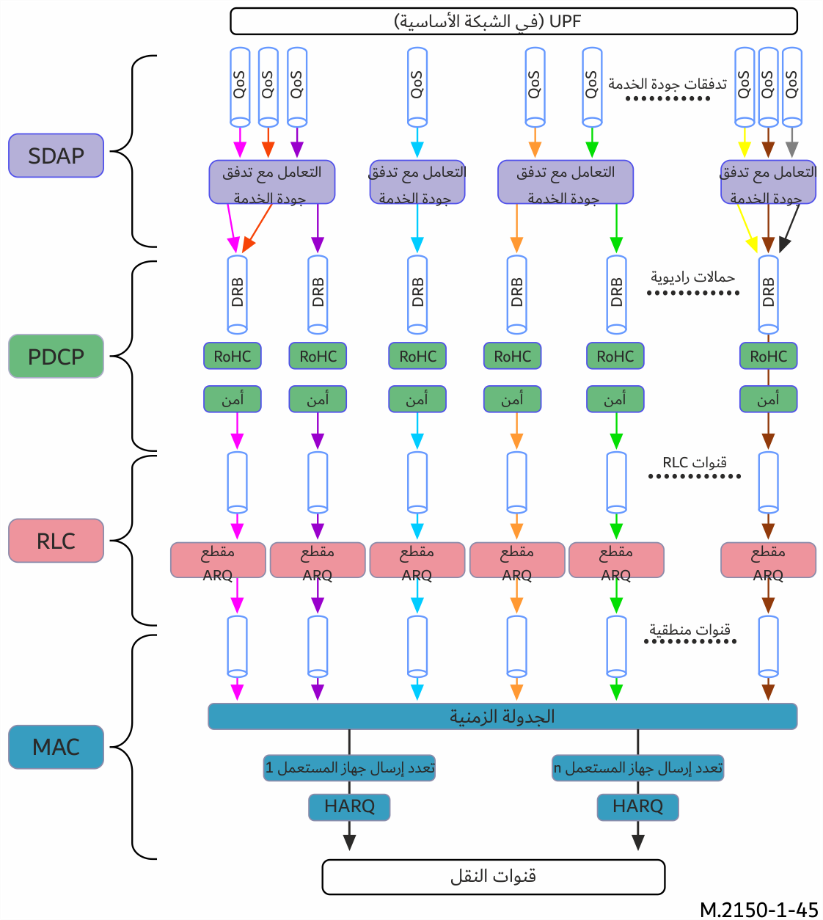 UPF (في الشبكة الأساسية)
QoS QoS QoS QoS QoS QoS QoS QoS QoS
تدفقات جودة الخدمة
SDAP
التعامل مع تدفق
جودة الخدمة
التعامل مع تدفق
جودة الخدمة
التعامل مع تدفق
جودة الخدمة
التعامل مع تدفق
جودة الخدمة
حمالات راديوية
DRB DRB DRB DRB DRB DRB
PDCP
RoHC RoHC RoHC RoHC RoHC RoHC
أمن أمن أمن أمن أمن أمن
قنوات RLC
RLC
مقطع
ARQ
مقطع
ARQ
مقطع
ARQ
مقطع
ARQ
مقطع
ARQ
مقطع
ARQ
قنوات منطقية
MAC
الجدولة الزمنية
تعدد إرسال جهاز المستعمل 1
تعدد إرسال جهاز المستعمل n
HARQ HARQ
قنوات النقل
M.2150-1-45